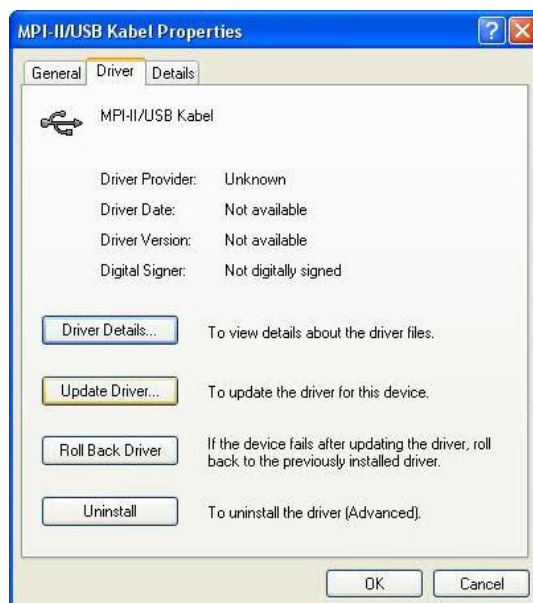 MPI-II/USB Kabel Properties
General Driver Details
MPI-II/USB Kabel
Driver Provider: Unknown
Driver Date: Not available
Driver Version: Not available
Digital Signer: Not digitally signed
Driver Details... To view details about the driver files.
Update Driver... To update the driver for this device.
Roll Back Driver If the device fails after updating the driver, roll
back to the previously installed driver.
Uninstall To uninstall the driver (Advanced).
OK Cancel